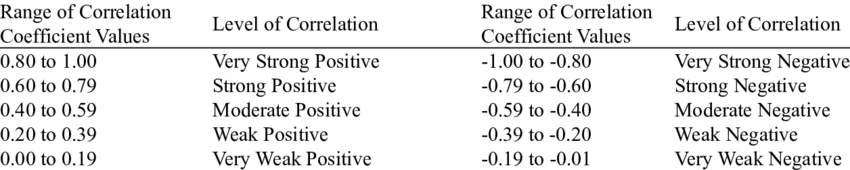 Range of Correlation Coefficient Values Level of Correlation Range of Correlation Coefficient Values Level of Correlation
0.80 to 1.00 Very Strong Positive -1.00 to -0.80 Very Strong Negative
0.60 to 0.79 Strong Positive -0.79 to -0.60 Strong Negative
0.40 to 0.59 Moderate Positive -0.59 to -0.40 Moderate Negative
0.20 to 0.39 Weak Positive -0.39 to -0.20 Weak Negative
0.00 to 0.19 Very Weak Positive -0.19 to -0.01 Very Weak Negative